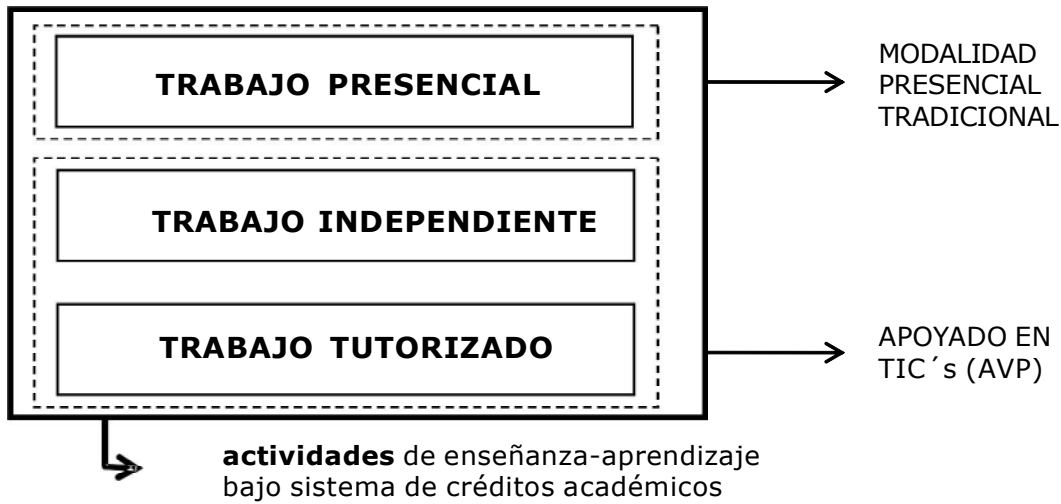 TRABAJO PRESENCIAL
MODALIDAD
PRESENCIAL
TRADICIONAL
TRABAJO INDEPENDIENTE
TRABAJO TUTORIZADO
APOYADO EN
TIC´s (AVP)
actividades de enseñanza-aprendizaje
bajo sistema de créditos académicos